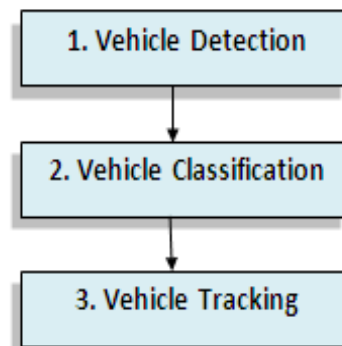 1. Vehicle Detection
2. Vehicle Classification
3. Vehicle Tracking